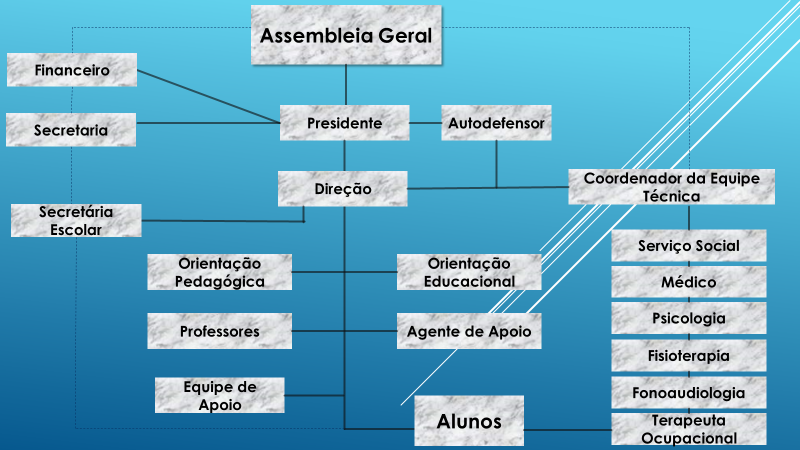 Assembleia Geral
Financeiro
Secretaria
Presidente
Autodefensor
Direção
Coordenador da Equipe
Técnica
Secretária
Escolar
Serviço Social
Orientação
Pedagógica
Orientação
Educacional
Médico
Psicologia
Professores
Agente de Apoio
Fisioterapia
Equipe de
Apoio
Fonoaudiologia
Alunos
Terapeuta
Ocupacional